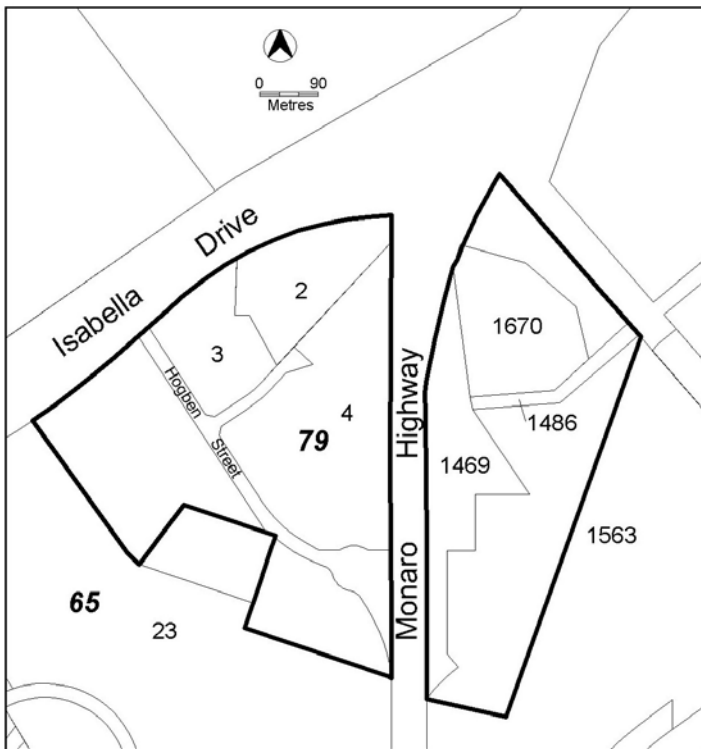 0 90
Metres
Isabella Drive
2
3
1670
Hogben Street
4
79
Monaro Highway
1486
1469
1563
65
23